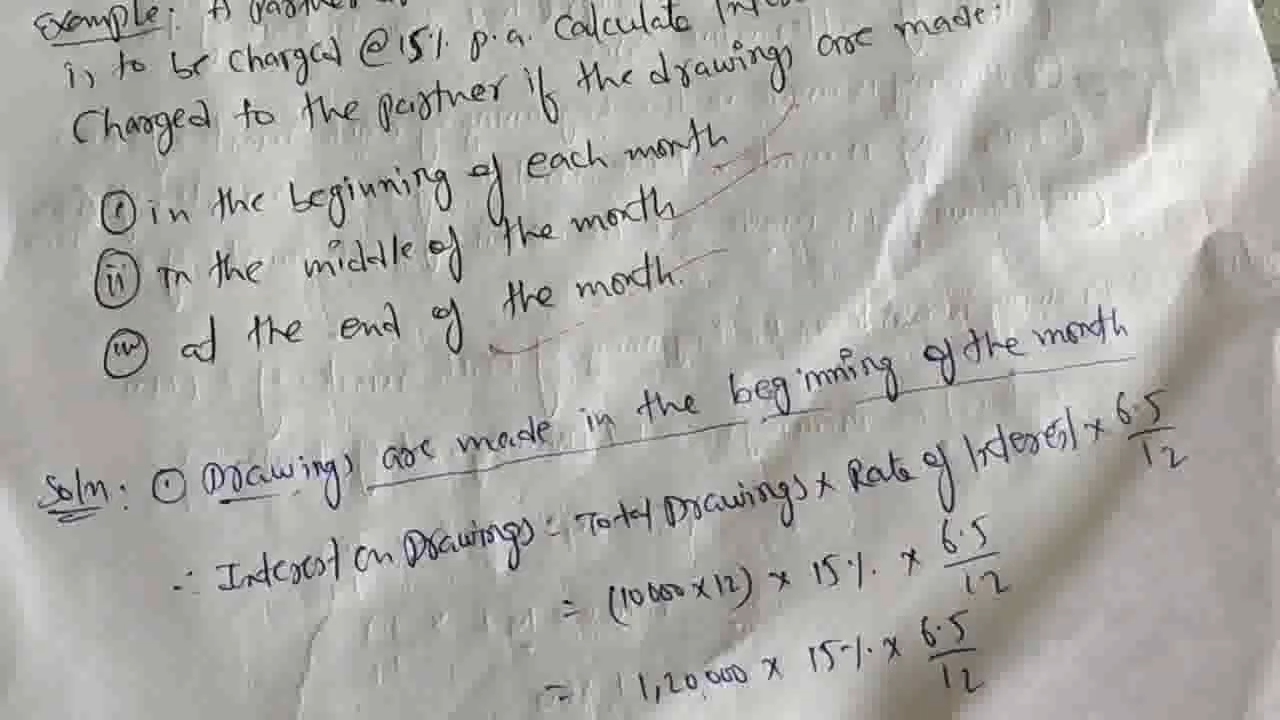 Example: A partner
is to be charged @15% p.a. Calculate
Charged to the partner if the drawings are made:
(i) in the beginning of each month
(ii) In the middle of the month
(iii) at the end of the month.
Soln: (i) Drawings are made in the beginning of the month
∴ Interest on Drawings = Total Drawings x Rate of Interest x 6.5/12
= (10000 x 12) x 15% x 6.5/12
= 1,20,000 x 15% x 6.5/12